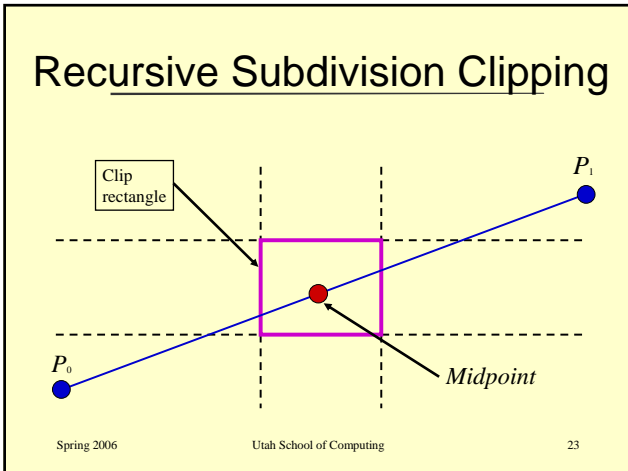 Recursive Subdivision Clipping
Clip
rectangle
P1
P0
Midpoint
Spring 2006
Utah School of Computing
23